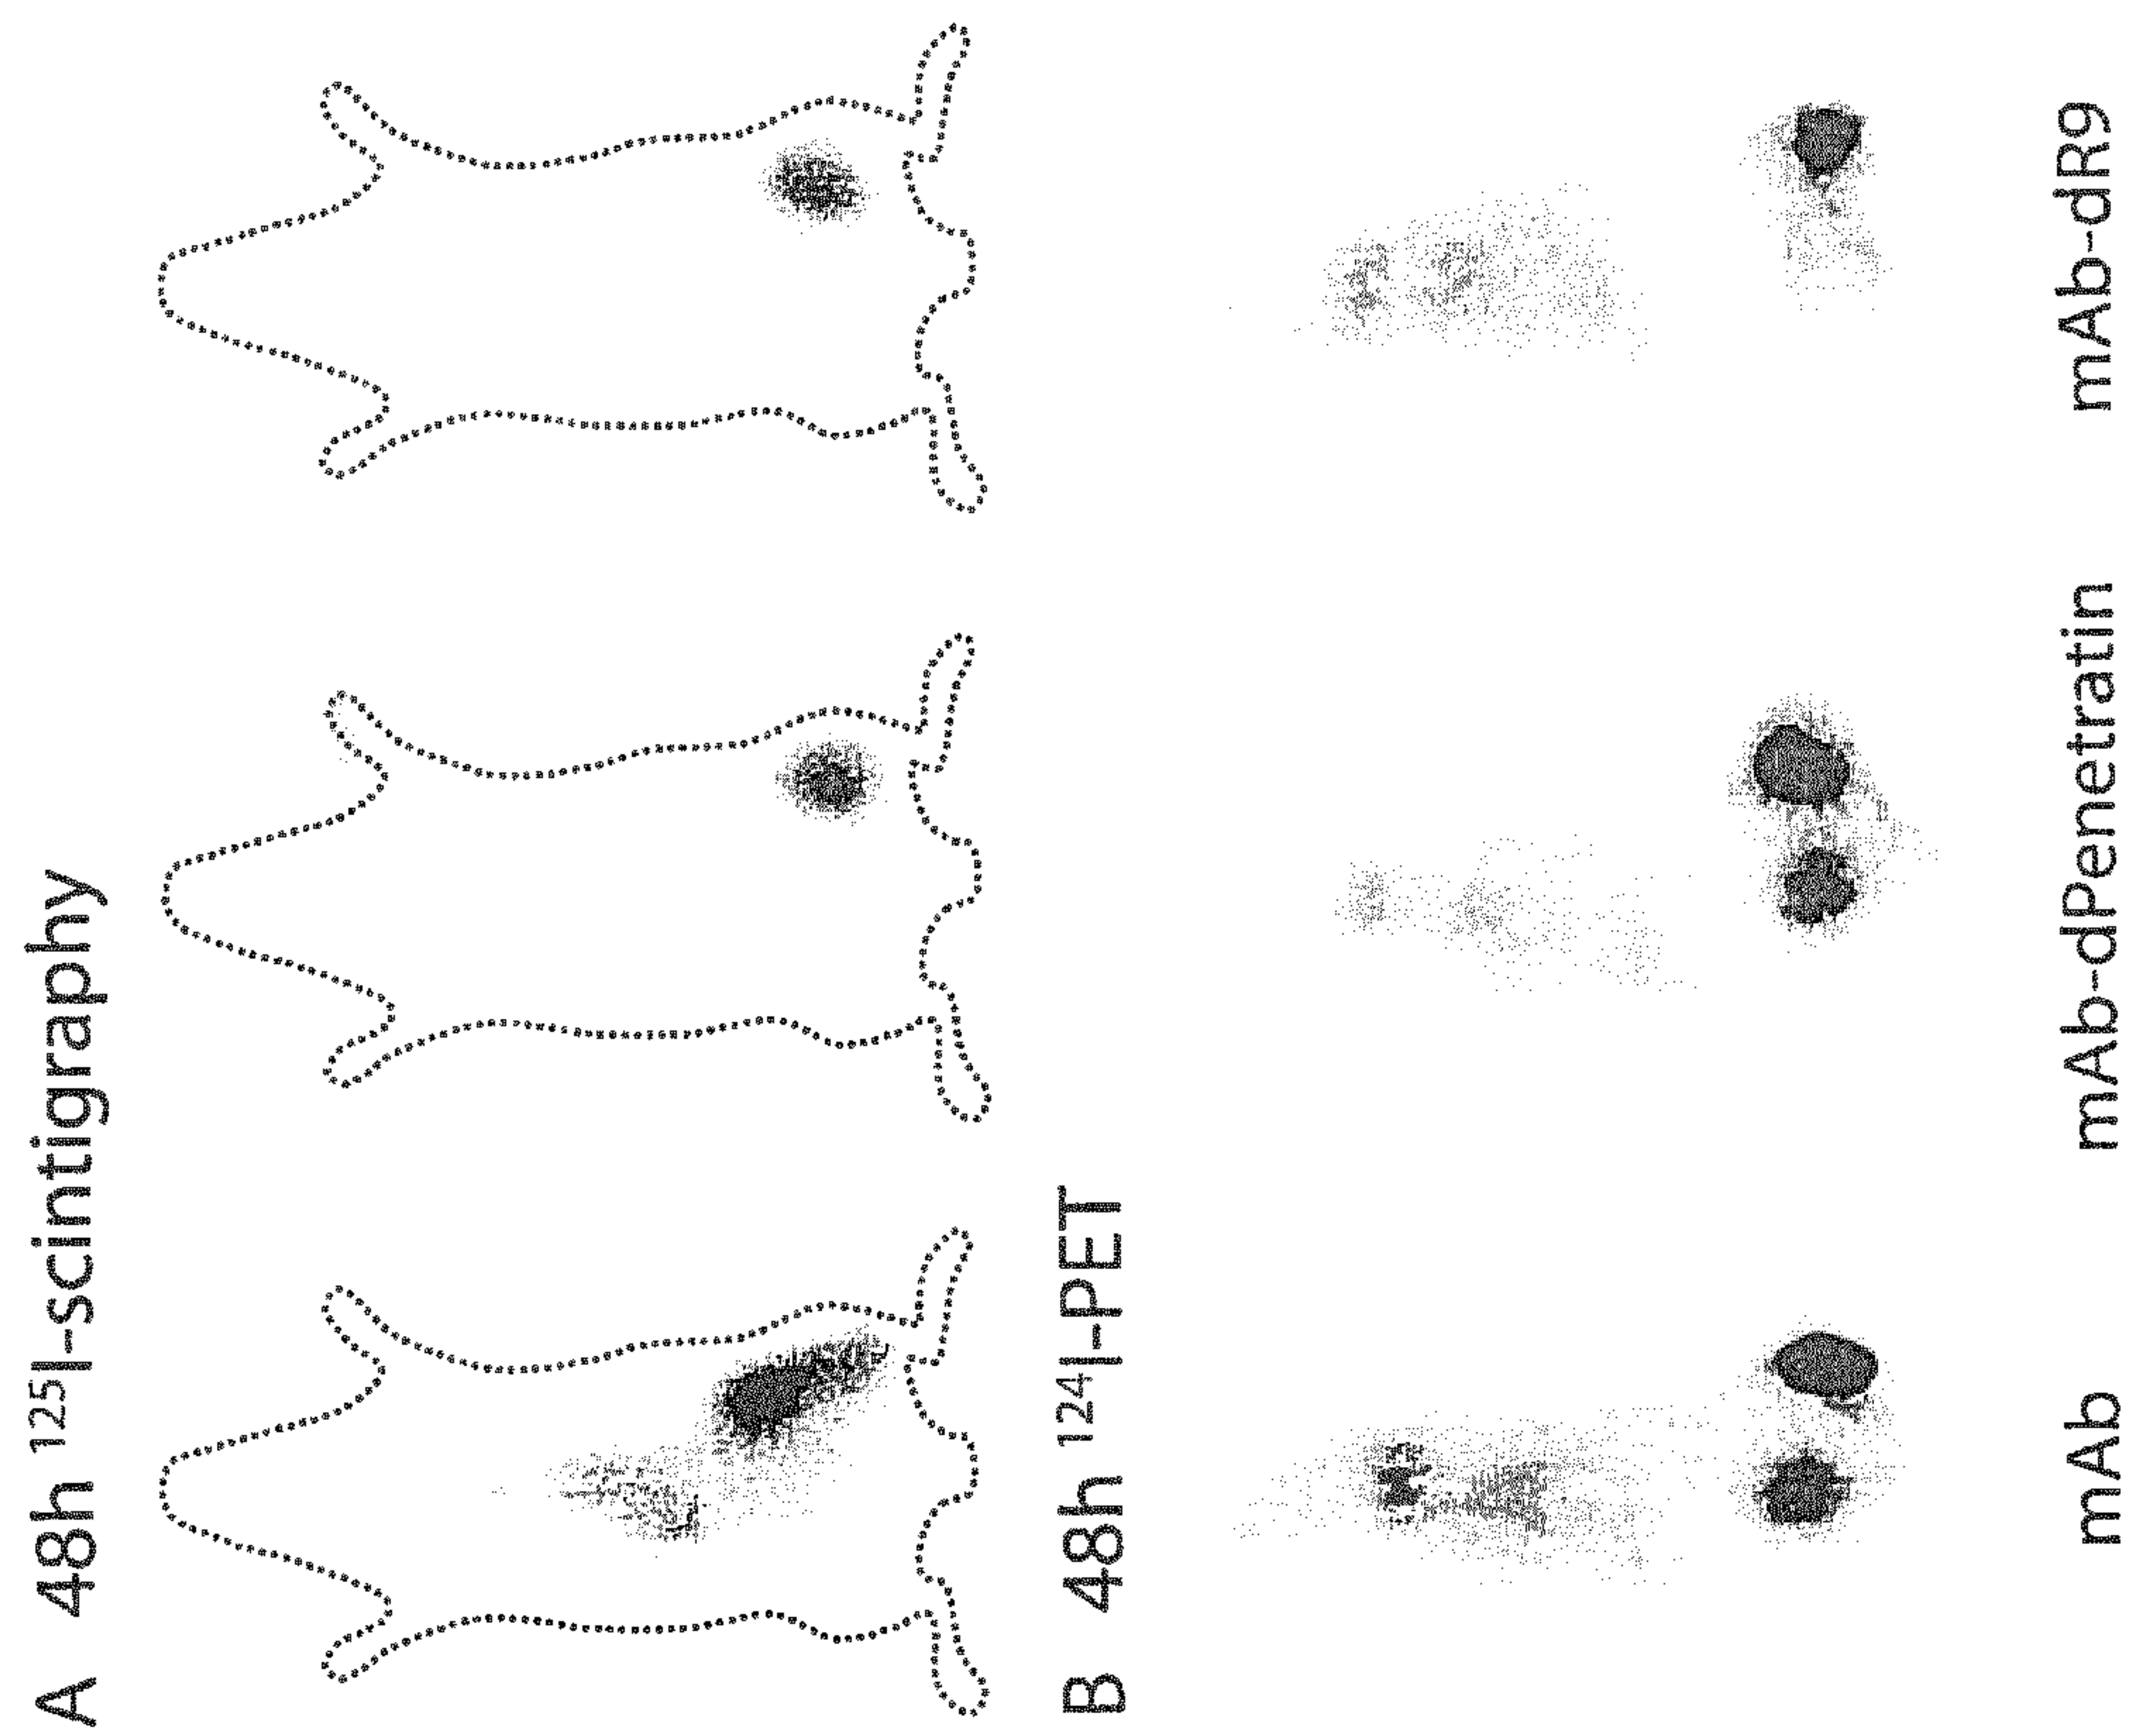 A 48h ¹²⁵I-scintigraphy
B 48h ¹²⁴I-PET
mAb
mAb-dPenetratin
mAb-dR9